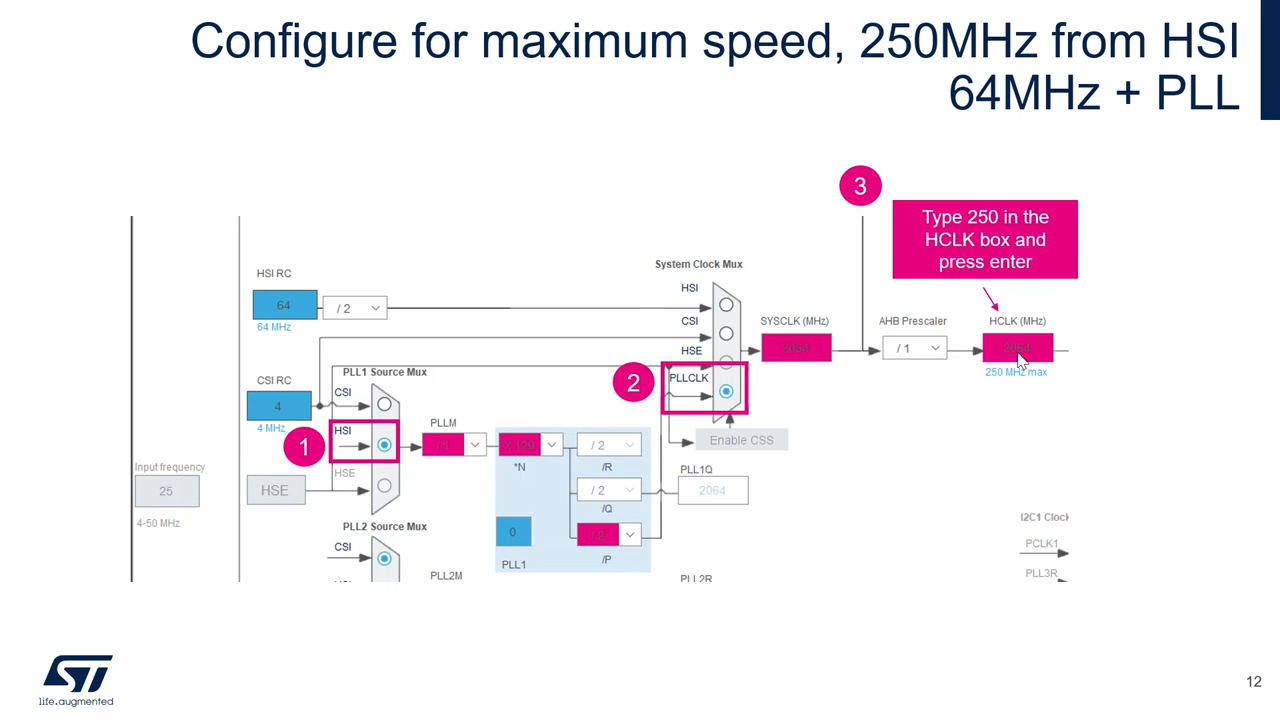 Configure for maximum speed, 250MHz from HSI
64MHz + PLL
3
Type 250 in the
HCLK box and
press enter
System Clock Mux
HSI RC
HSI
64
/ 2
64 MHz
CSI
SYSCLK (MHz)
AHB Prescaler
HCLK (MHz)
HSE
2064
/ 1
2064
250 MHz max
PLL1 Source Mux
2
PLLCLK
CSI RC
CSI
4
4 MHz
1
HSI
PLLM
/ 2
Enable CSS
*N
/R
Input frequency
HSE
PLL1Q
25
HSE
/ 2
2064
/Q
4-50 MHz
PLL2 Source Mux
0
I2C1 Clock
CSI
PCLK1
PLL1
/P
PLL2M
PLL2R
PLL3R
ST
life.augmented
12